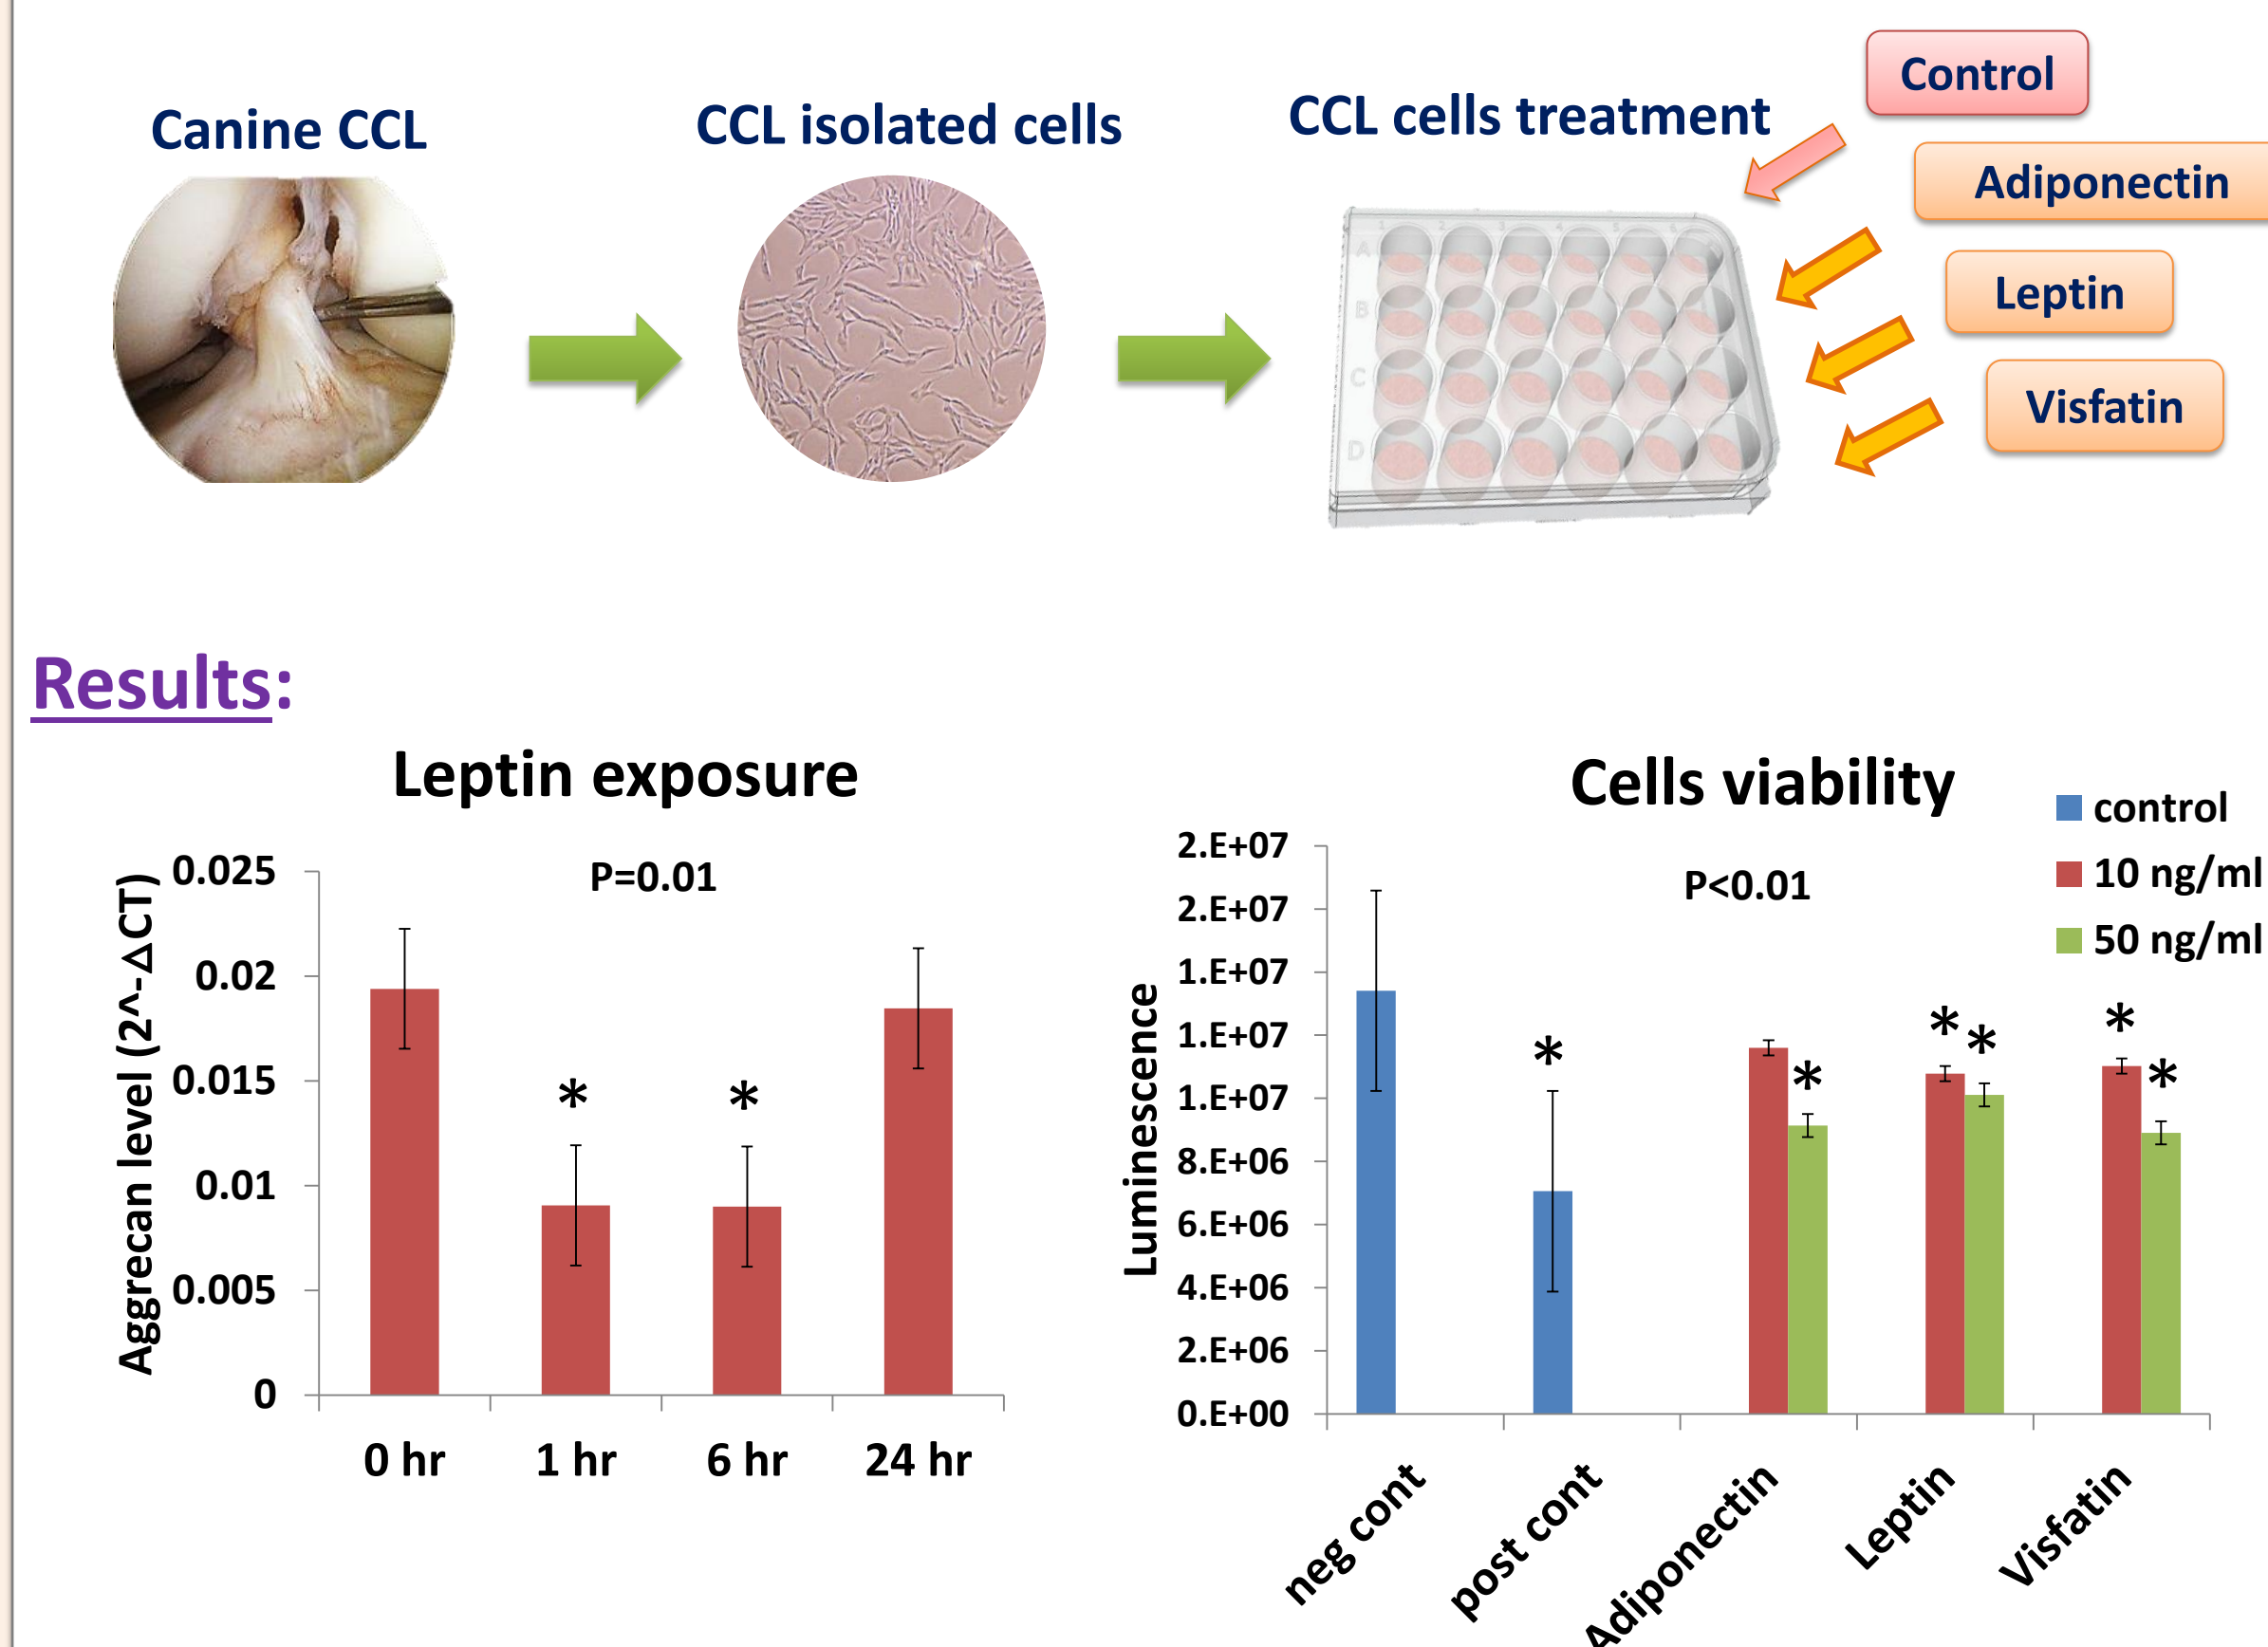 Canine CCL
CCL isolated cells
CCL cells treatment
Control
Adiponectin
Leptin
Visfatin
Results:
Leptin exposure
P=0.01
Aggrecan level (2^-ΔCT)
0.025
0.02
0.015
0.01
0.005
0
*
*
0 hr
1 hr
6 hr
24 hr
Cells viability
P<0.01
control
10 ng/ml
50 ng/ml
Luminescence
2.E+07
2.E+07
1.E+07
1.E+07
1.E+07
8.E+06
6.E+06
4.E+06
2.E+06
0.E+00
*
*
*
*
*
*
neg cont
post cont
Adiponectin
Leptin
Visfatin